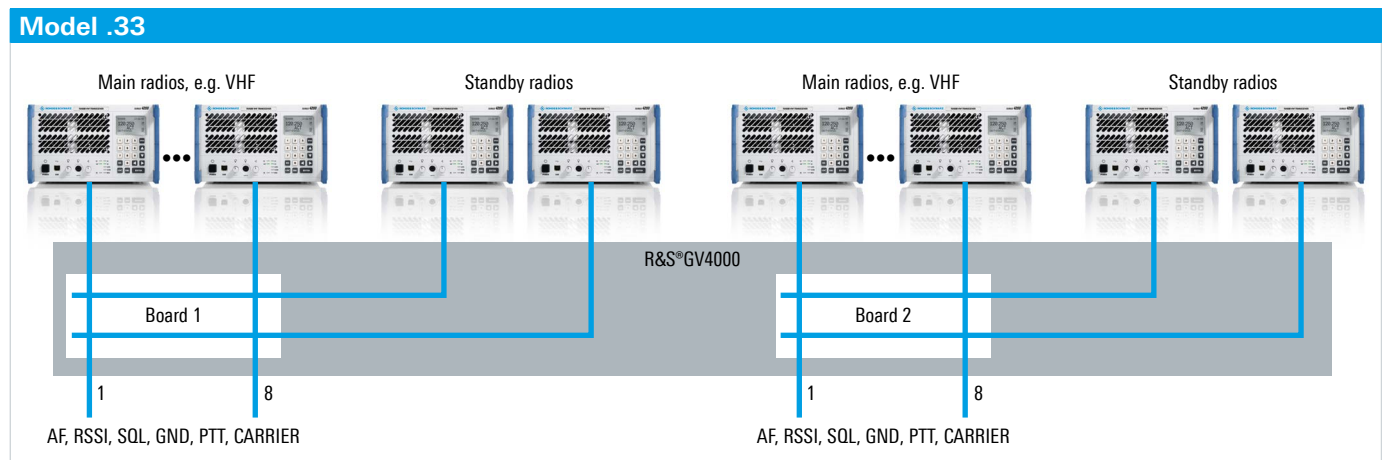 Model .33
Main radios, e.g. VHF
Standby radios
Main radios, e.g. VHF
Standby radios
R&S®GV4000
Board 1
Board 2
1
8
1
8
AF, RSSI, SQL, GND, PTT, CARRIER
AF, RSSI, SQL, GND, PTT, CARRIER